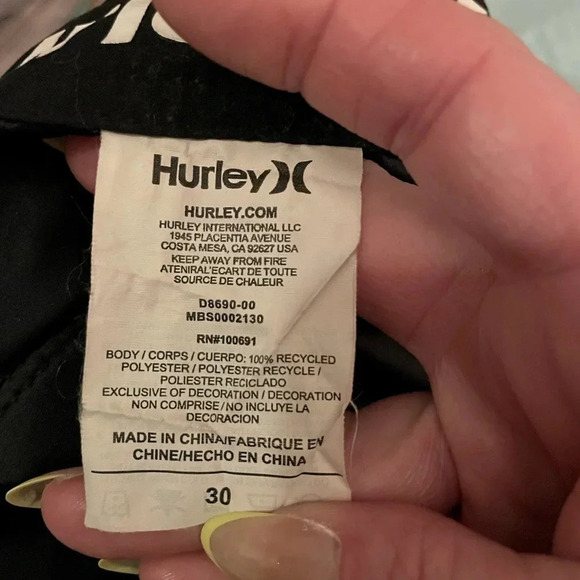 Hurley
HURLEY.COM
HURLEY INTERNATIONAL LLC
1945 PLACENTIA AVENUE
COSTA MESA, CA 92627 USA
KEEP AWAY FROM FIRE
ATENIRAL'ECART DE TOUTE
SOURCE DE CHALEUR
D8690-00
MBS0002130
RN#100691
BODY / CORPS / CUERPO: 100% RECYCLED
POLYESTER / POLYESTER RECYCLE /
POLIESTER RECICLADO
EXCLUSIVE OF DECORATION / DECORATION
NON COMPRISE / NO INCLUYE LA
DECORACION
MADE IN CHINA/FABRIQUE EN
CHINE/HECHO EN CHINA
30